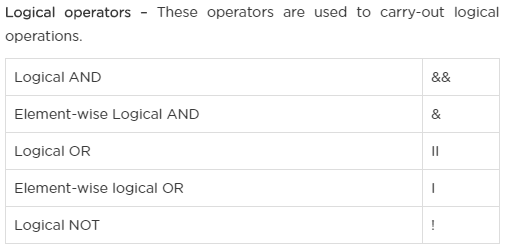 Logical operators – These operators are used to carry-out logical
operations.
Logical AND &&
Element-wise Logical AND &
Logical OR II
Element-wise logical OR I
Logical NOT !